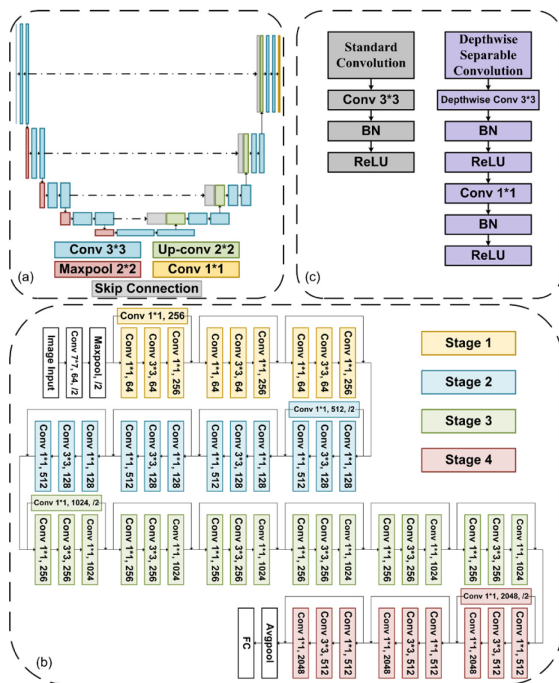 Conv 3*3
Up-conv 2*2
Maxpool 2*2
Conv 1*1
Skip Connection
(a)
Standard
Convolution
Conv 3*3
BN
ReLU
Depthwise
Separable
Convolution
Depthwise Conv 3*3
BN
ReLU
Conv 1*1
BN
ReLU
(c)
Image Input
Conv 7*7, 64, /2
Maxpool, /2
Conv 1*1, 256
Conv 1*1, 64
Conv 3*3, 64
Conv 1*1, 256
Conv 1*1, 64
Conv 3*3, 64
Conv 1*1, 256
Conv 1*1, 64
Conv 3*3, 64
Conv 1*1, 256
Stage 1
Stage 2
Stage 3
Stage 4
Conv 1*1, 512, /2
Conv 1*1, 512
Conv 3*3, 128
Conv 1*1, 128
Conv 1*1, 512
Conv 3*3, 128
Conv 1*1, 128
Conv 1*1, 512
Conv 3*3, 128
Conv 1*1, 128
Conv 1*1, 512
Conv 3*3, 128
Conv 1*1, 128
Conv 1*1, 1024, /2
Conv 1*1, 256
Conv 3*3, 256
Conv 1*1, 1024
Conv 1*1, 256
Conv 3*3, 256
Conv 1*1, 1024
Conv 1*1, 256
Conv 3*3, 256
Conv 1*1, 1024
Conv 1*1, 256
Conv 3*3, 256
Conv 1*1, 1024
Conv 1*1, 256
Conv 3*3, 256
Conv 1*1, 1024
Conv 1*1, 256
Conv 3*3, 256
Conv 1*1, 1024
Conv 1*1, 2048, /2
FC
Avgpool
Conv 1*1, 2048
Conv 3*3, 512
Conv 1*1, 512
Conv 1*1, 2048
Conv 3*3, 512
Conv 1*1, 512
Conv 1*1, 2048
Conv 3*3, 512
Conv 1*1, 512
(b)